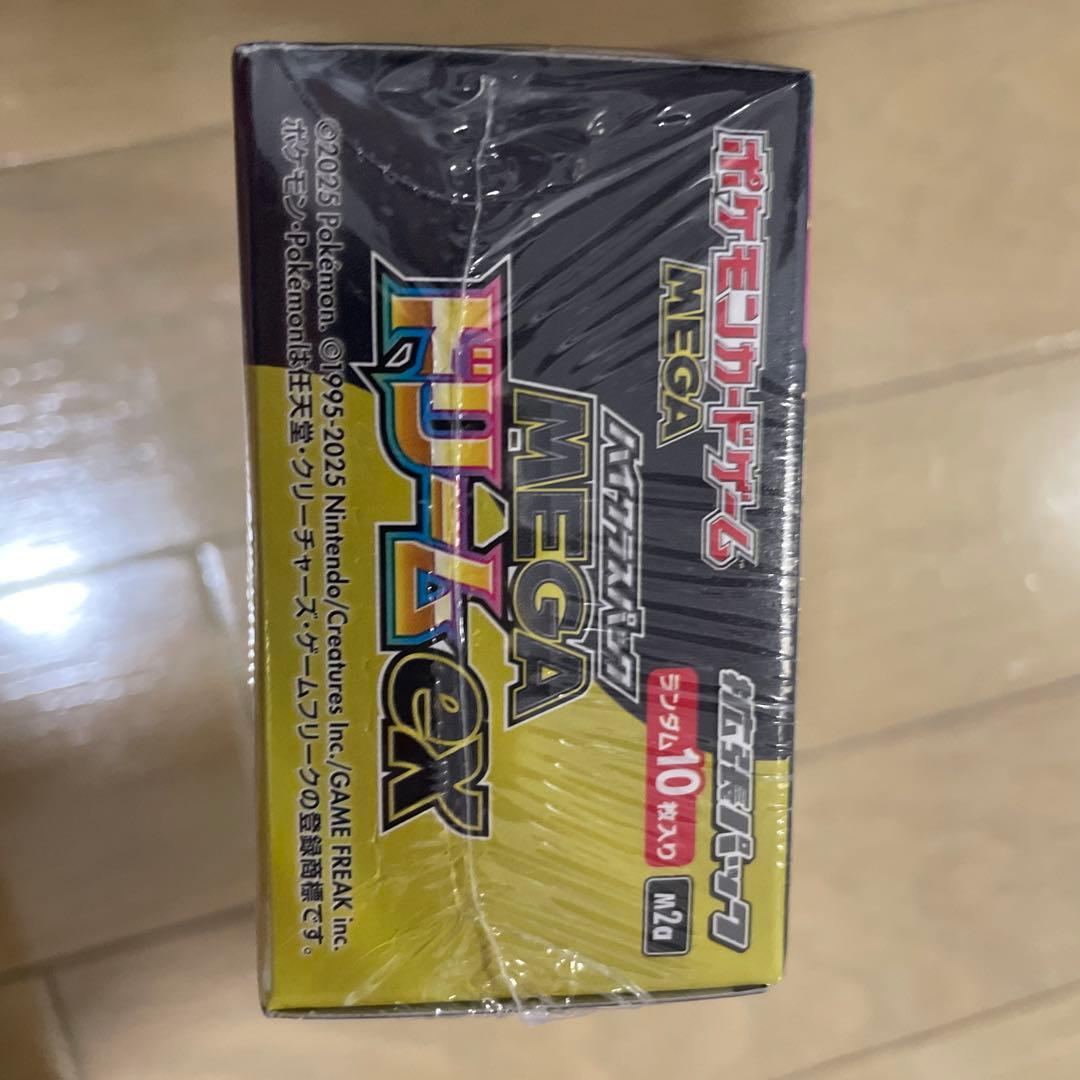 ポケモンカードゲーム
MEGA
拡張パック
ハイクラスパック
ランダム10枚入り
M2a
MEGA
ドリームex
©2025 Pokémon. ©1995-2025 Nintendo/Creatures Inc./GAME FREAK inc.
ポケモン・Pokémonは任天堂・クリーチャーズ・ゲームフリークの登録商標です。